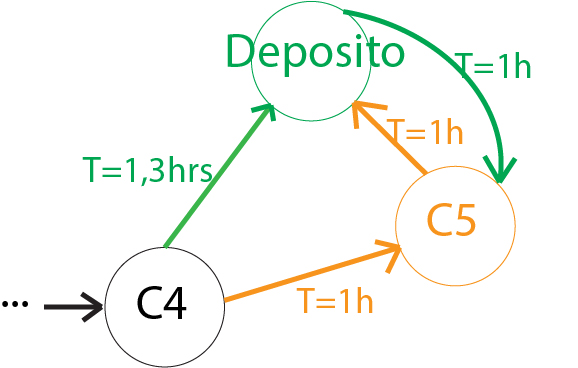 Deposito
T=1h
T=1h
T=1,3hrs
C5
... 
C4
T=1h